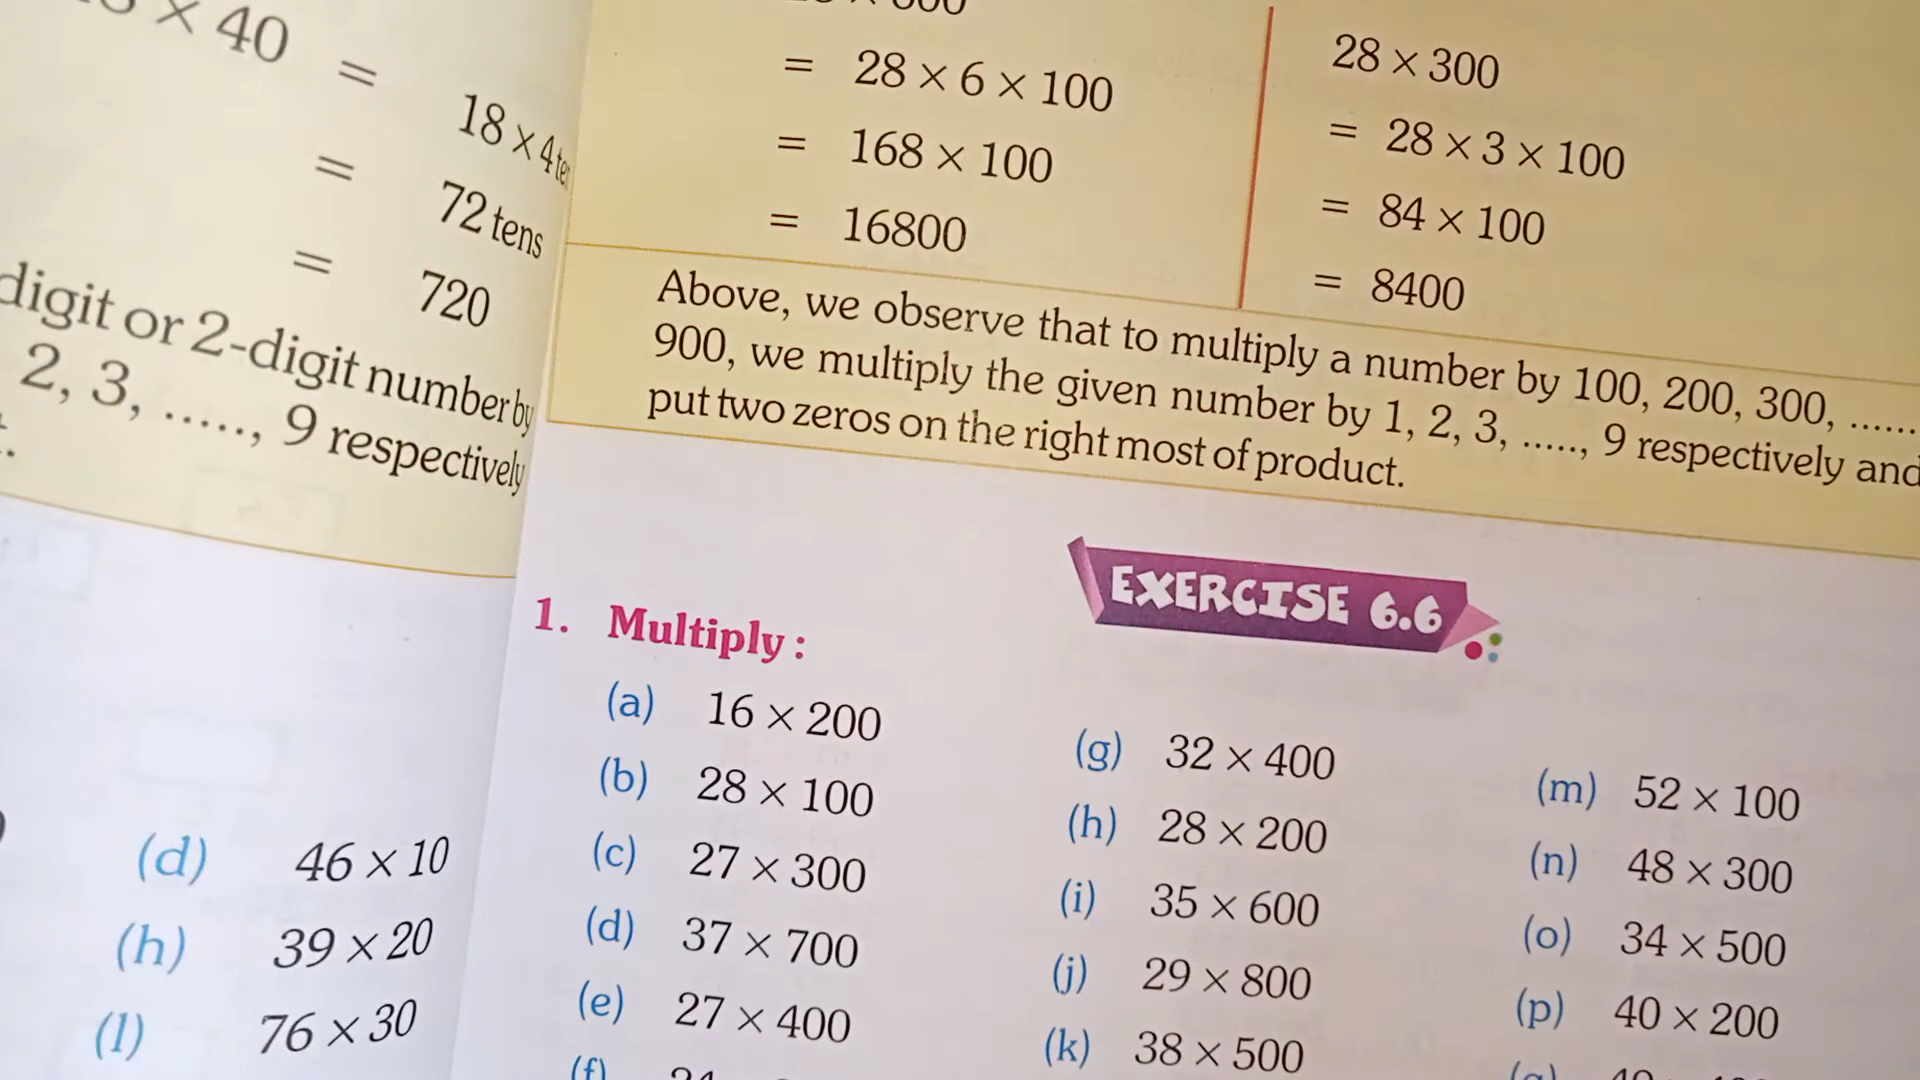 × 40 =
18 × 4
= 72 tens
= 720
digit or 2-digit number by
2, 3, ....., 9 respectively
(d) 46 × 10
(h) 39 × 20
(l) 76 × 30
= 28 × 6 × 100
= 168 × 100
= 16800
28 × 300
= 28 × 3 × 100
= 84 × 100
= 8400
Above, we observe that to multiply a number by 100, 200, 300, ......
900, we multiply the given number by 1, 2, 3, ....., 9 respectively and
put two zeros on the right most of product.
EXERCISE 6.6
1. Multiply :
(a) 16 × 200
(b) 28 × 100
(c) 27 × 300
(d) 37 × 700
(e) 27 × 400
(f)
(g) 32 × 400
(h) 28 × 200
(i) 35 × 600
(j) 29 × 800
(k) 38 × 500
(m) 52 × 100
(n) 48 × 300
(o) 34 × 500
(p) 40 × 200